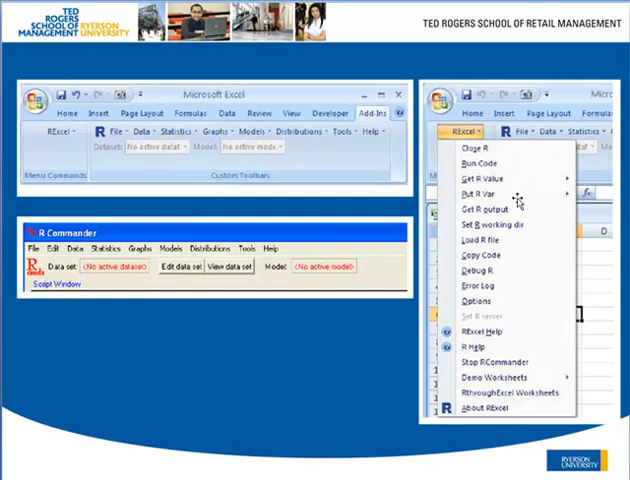 TED
ROGERS
SCHOOL OF
MANAGEMENT
RYERSON
UNIVERSITY
TED ROGERS SCHOOL OF RETAIL MANAGEMENT
Microsoft Excel
Home Insert Page Layout Formulas Data Review View Developer Add-Ins
RExcel R File Data Statistics Graphs Models Distributions Tools Help
Dataset: No active datat Model: No active mode
Menu Commands Custom Toolbars
R Commander
File Edit Data Statistics Graphs Models Distributions Tools Help
R cmdr Data set: <No active dataset> Edit data set View data set Model: <No active model>
Script Window
Home Insert Page Layout Formulas
RExcel R File Data Statistics
Close R
Run Code
Get R Value
Put R Var
Get R output
Set R working dir
Load R file
Copy Code
Debug R
Error Log
Options
Set R server
RExcel Help
R Help
Stop RCommander
Demo Worksheets
RthroughExcel Worksheets
R About RExcel
fx
D
RYERSON
UNIVERSITY